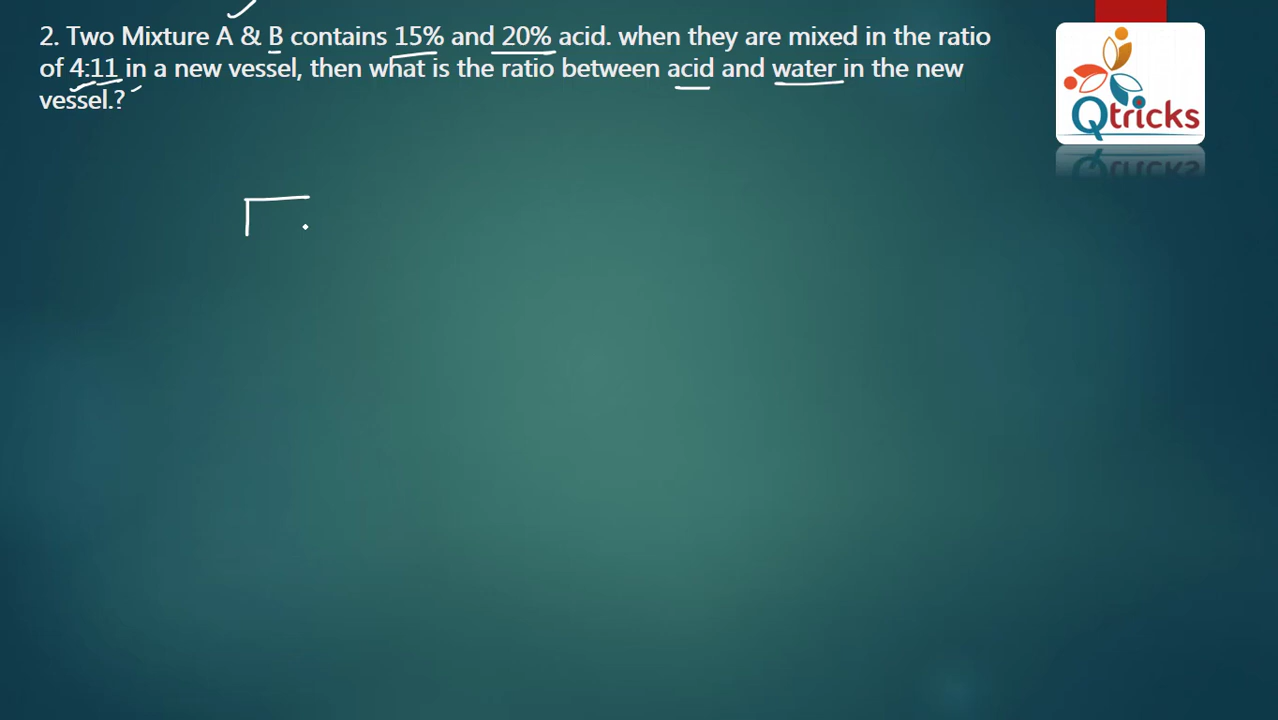 2. Two Mixture A & B contains 15% and 20% acid. when they are mixed in the ratio
of 4:11 in a new vessel, then what is the ratio between acid and water in the new
vessel.?
Qtricks